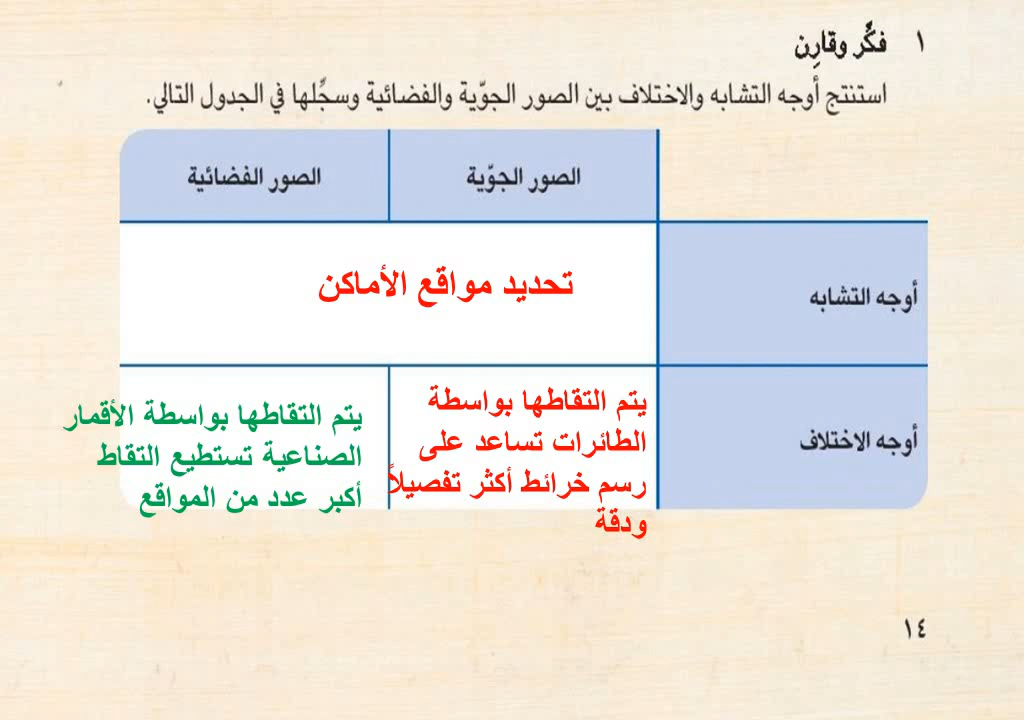 ١ فكِّر وقارِن
استنتج أوجه التشابه والاختلاف بين الصور الجوّية والفضائية وسجِّلها في الجدول التالي.
الصور الجوّية
الصور الفضائية
أوجه التشابه
تحديد مواقع الأماكن
أوجه الاختلاف
يتم التقاطها بواسطة
الطائرات تساعد على
رسم خرائط أكثر تفصيلاً
ودقة
يتم التقاطها بواسطة الأقمار
الصناعية تستطيع التقاط
أكبر عدد من المواقع
١٤